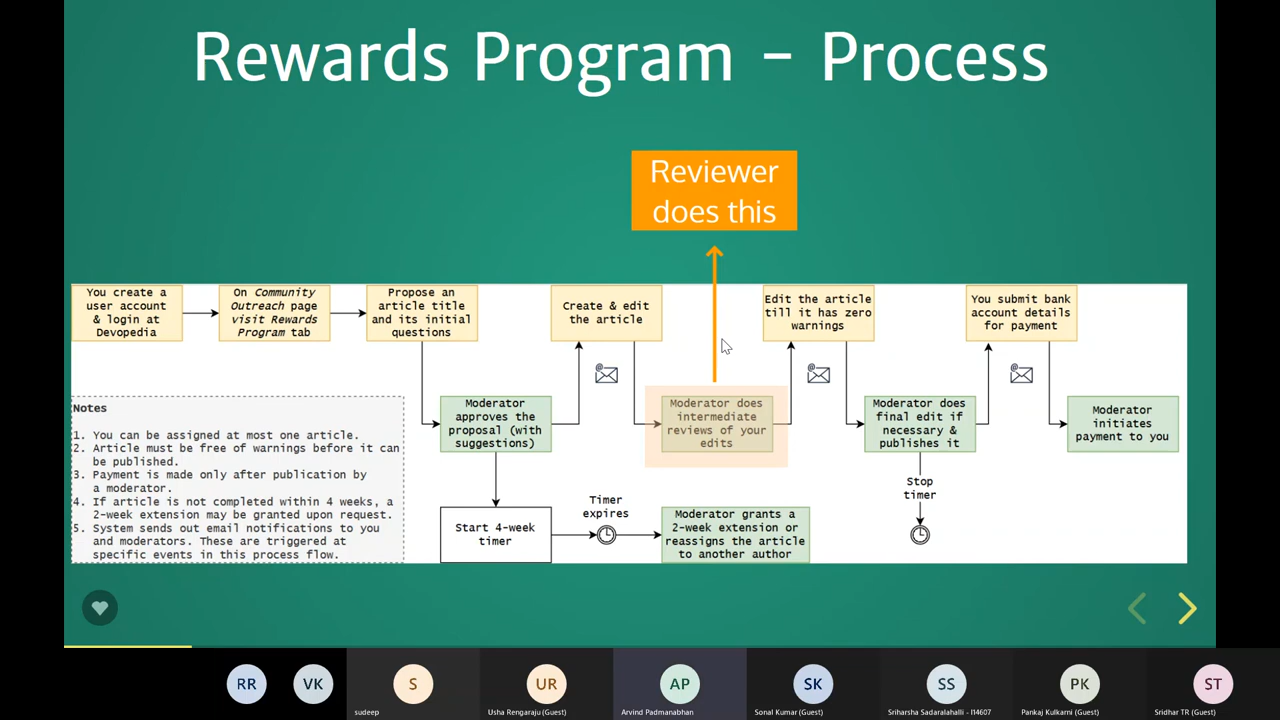 Rewards Program - Process
Reviewer
does this
You create a
user account
& login at
Devopedia
On Community
Outreach page
visit Rewards
Program tab
Propose an
article title
and its initial
questions
Create & edit
the article
Edit the article
till it has zero
warnings
You submit bank
account details
for payment
Moderator
approves the
proposal (with
suggestions)
Moderator does
intermediate
reviews of your
edits
Moderator does
final edit if
necessary &
publishes it
Moderator
initiates
payment to you
Notes
1. You can be assigned at most one article.
2. Article must be free of warnings before it can
be published.
3. Payment is made only after publication by
a moderator.
4. If article is not completed within 4 weeks, a
2-week extension may be granted upon request.
5. System sends out email notifications to you
and moderators. These are triggered at
specific events in this process flow.
Start 4-week
timer
Timer
expires
Moderator grants a
2-week extension or
reassigns the article
to another author
Stop
timer
RR
VK
S
UR
AP
SK
SS
PK
ST
sudeep
Usha Rengaraju (Guest)
Arvind Padmanabhan
Sonal Kumar (Guest)
Sriharsha Sadaralahalli - I14607
Pankaj Kulkarni (Guest)
Sridhar TR (Guest)